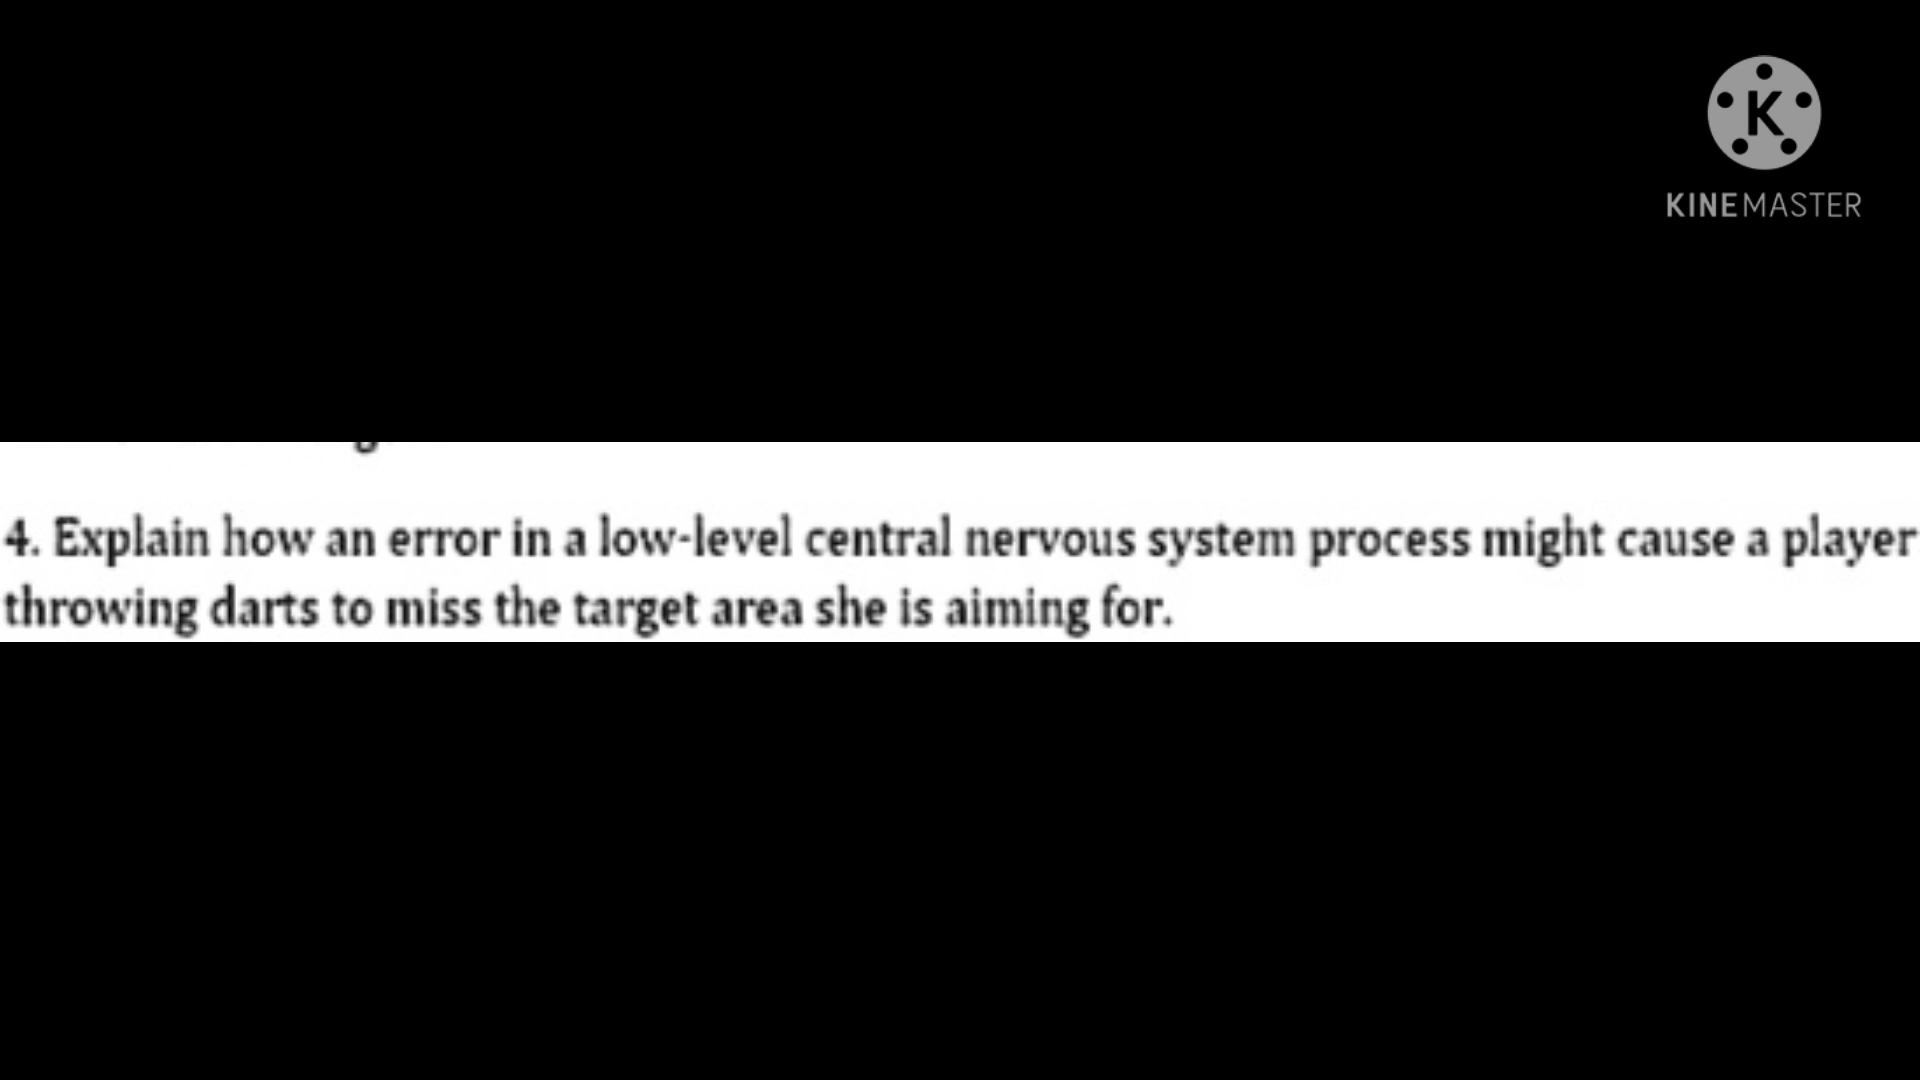 K
KINEMASTER
4. Explain how an error in a low-level central nervous system process might cause a player
throwing darts to miss the target area she is aiming for.